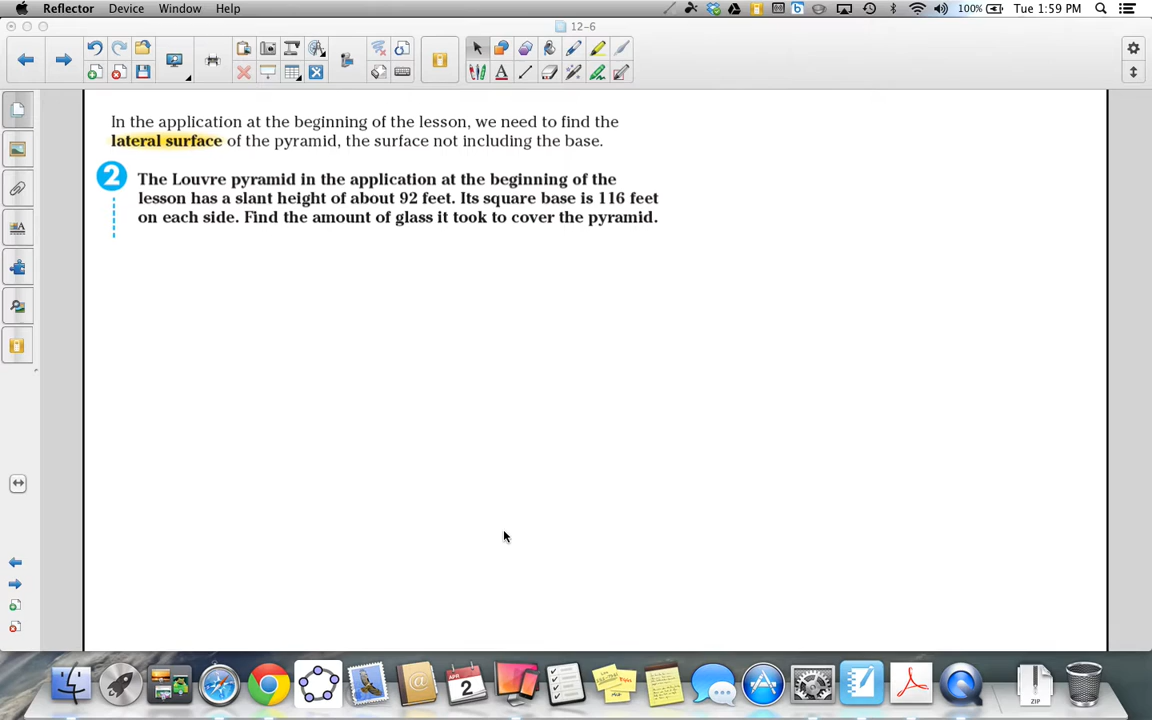 Reflector Device Window Help 100% Tue 1:59 PM
12-6
In the application at the beginning of the lesson, we need to find the
lateral surface of the pyramid, the surface not including the base.
2 The Louvre pyramid in the application at the beginning of the
lesson has a slant height of about 92 feet. Its square base is 116 feet
on each side. Find the amount of glass it took to cover the pyramid.
APR
2
ZIP